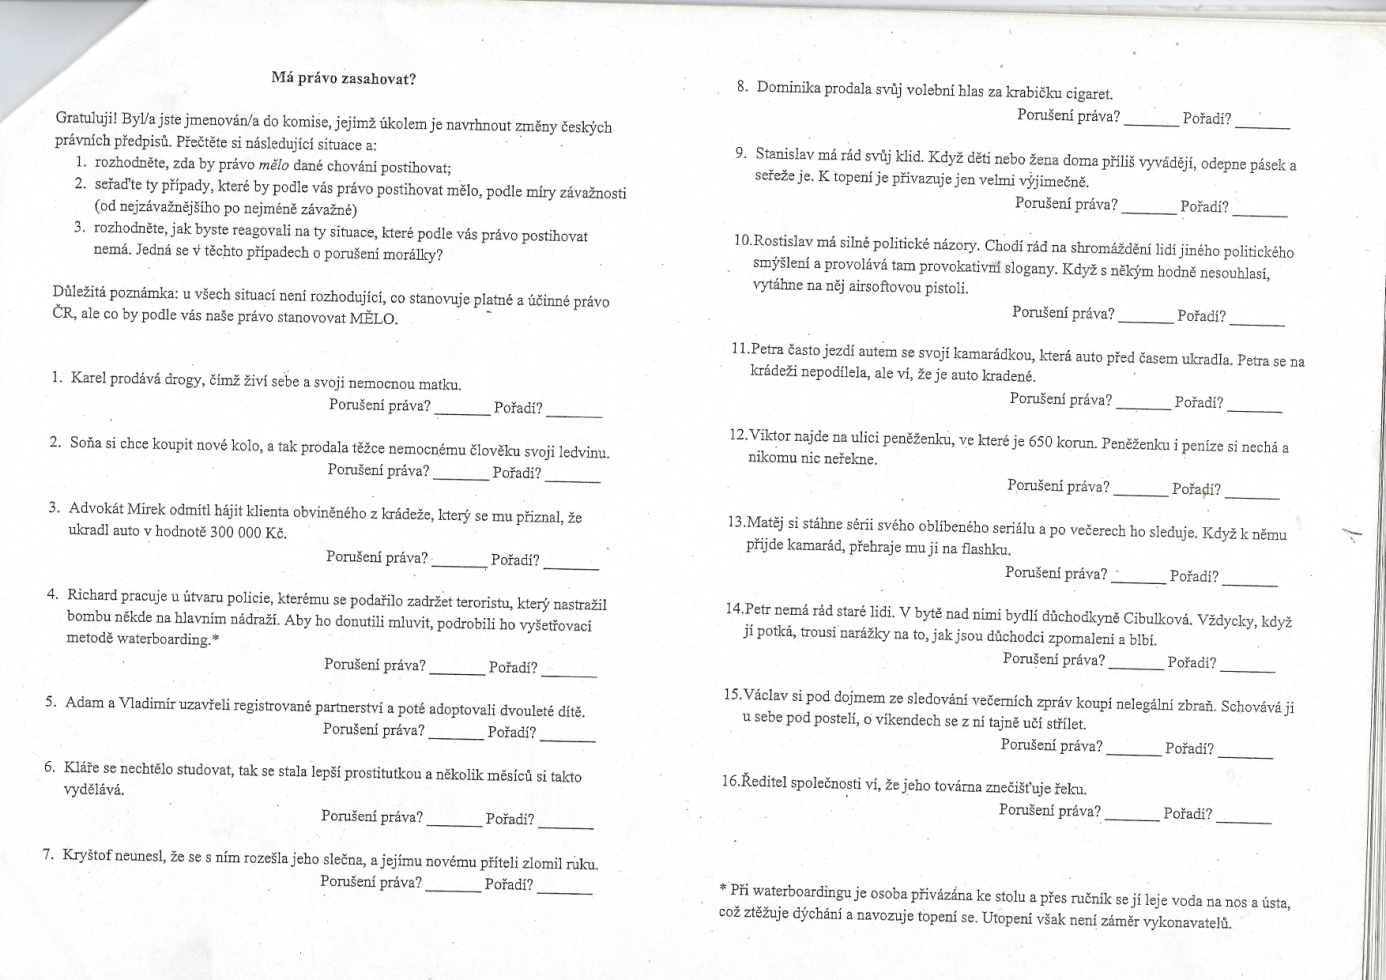 Má právo zasahovat?
Gratuluji! Byl/a jste jmenován/a do komise, jejímž úkolem je navrhnout změny českých
právních předpisů. Přečtěte si následující situace a:
1. rozhodněte, zda by právo mělo dané chování postihovat;
2. seřaďte ty případy, které by podle vás právo postihovat mělo, podle míry závažnosti
(od nejzávažnějšího po nejméně závažné)
3. rozhodněte, jak byste reagovali na ty situace, které podle vás právo postihovat
nemá. Jedná se v těchto případech o porušení morálky?
Důležitá poznámka: u všech situací není rozhodující, co stanovuje platné a účinné právo
ČR, ale co by podle vás naše právo stanovovat MĚLO.
1. Karel prodává drogy, čímž živí sebe a svoji nemocnou matku.
Porušení práva? _______ Pořadí? _______
2. Soňa si chce koupit nové kolo, a tak prodala těžce nemocnému člověku svoji ledvinu.
Porušení práva? _______ Pořadí? _______
3. Advokát Mirek odmítl hájit klienta obviněného z krádeže, který se mu přiznal, že
ukradl auto v hodnotě 300 000 Kč.
Porušení práva? _______ Pořadí? _______
4. Richard pracuje u útvaru policie, kterému se podařilo zadržet teroristu, který nastražil
bombu někde na hlavním nádraží. Aby ho donutili mluvit, podrobili ho vyšetřovací
metodě waterboarding.*
Porušení práva? _______ Pořadí? _______
5. Adam a Vladimír uzavřeli registrované partnerství a poté adoptovali dvouleté dítě.
Porušení práva? _______ Pořadí? _______
6. Kláře se nechtělo studovat, tak se stala lepší prostitutkou a několik měsíců si takto
vydělává.
Porušení práva? _______ Pořadí? _______
7. Kryštof neunesl, že se s ním rozešla jeho slečna, a jejímu novému příteli zlomil ruku.
Porušení práva? _______ Pořadí? _______
8. Dominika prodala svůj volební hlas za krabičku cigaret.
Porušení práva? _______ Pořadí? _______
9. Stanislav má rád svůj klid. Když děti nebo žena doma příliš vyvádějí, odepne pásek a
seřeže je. K topení je přivazuje jen velmi výjimečně.
Porušení práva? _______ Pořadí? _______
10.Rostislav má silné politické názory. Chodí rád na shromáždění lidí jiného politického
smýšlení a provolává tam provokativní slogany. Když s někým hodně nesouhlasí,
vytáhne na něj airsoftovou pistoli.
Porušení práva? _______ Pořadí? _______
11.Petra často jezdí autem se svojí kamarádkou, která auto před časem ukradla. Petra se na
krádeži nepodílela, ale ví, že je auto kradené.
Porušení práva? _______ Pořadí? _______
12.Viktor najde na ulici peněženku, ve které je 650 korun. Peněženku i peníze si nechá a
nikomu nic neřekne.
Porušení práva? _______ Pořadí? _______
13.Matěj si stáhne sérii svého oblíbeného seriálu a po večerech ho sleduje. Když k němu
přijde kamarád, přehraje mu ji na flashku.
Porušení práva? _______ Pořadí? _______
14.Petr nemá rád staré lidi. V bytě nad nimi bydlí důchodkyně Cibulková. Vždycky, když
jí potká, trousí narážky na to, jak jsou důchodci zpomalení a blbí.
Porušení práva? _______ Pořadí? _______
15.Václav si pod dojmem ze sledování večerních zpráv koupí nelegální zbraň. Schovává ji
u sebe pod postelí, o víkendech se z ní tajně učí střílet.
Porušení práva? _______ Pořadí? _______
16.Ředitel společnosti ví, že jeho továrna znečišťuje řeku.
Porušení práva? _______ Pořadí? _______
* Při waterboardingu je osoba přivázána ke stolu a přes ručník se jí leje voda na nos a ústa,
což ztěžuje dýchání a navozuje topení se. Utopení však není záměr vykonavatelů.